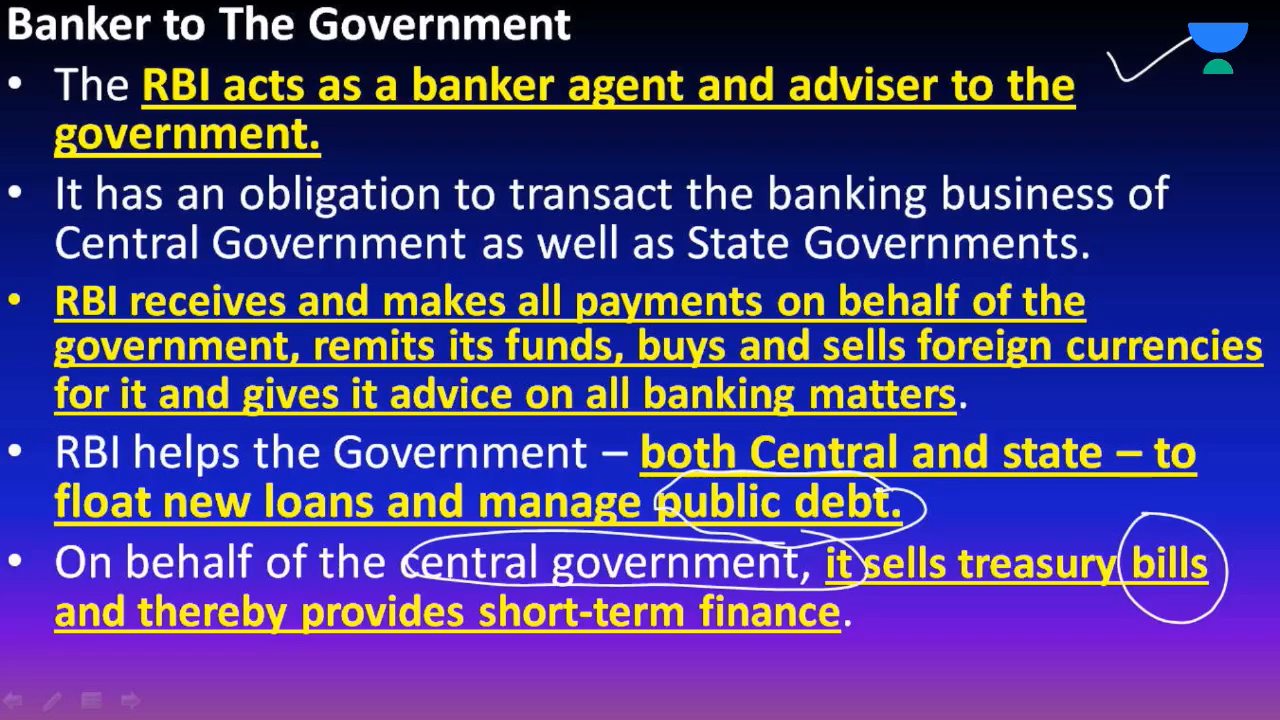 Banker to The Government
• The RBI acts as a banker agent and adviser to the
government.
• It has an obligation to transact the banking business of
Central Government as well as State Governments.
• RBI receives and makes all payments on behalf of the
government, remits its funds, buys and sells foreign currencies
for it and gives it advice on all banking matters.
• RBI helps the Government – both Central and state – to
float new loans and manage public debt.
• On behalf of the central government, it sells treasury bills
and thereby provides short-term finance.